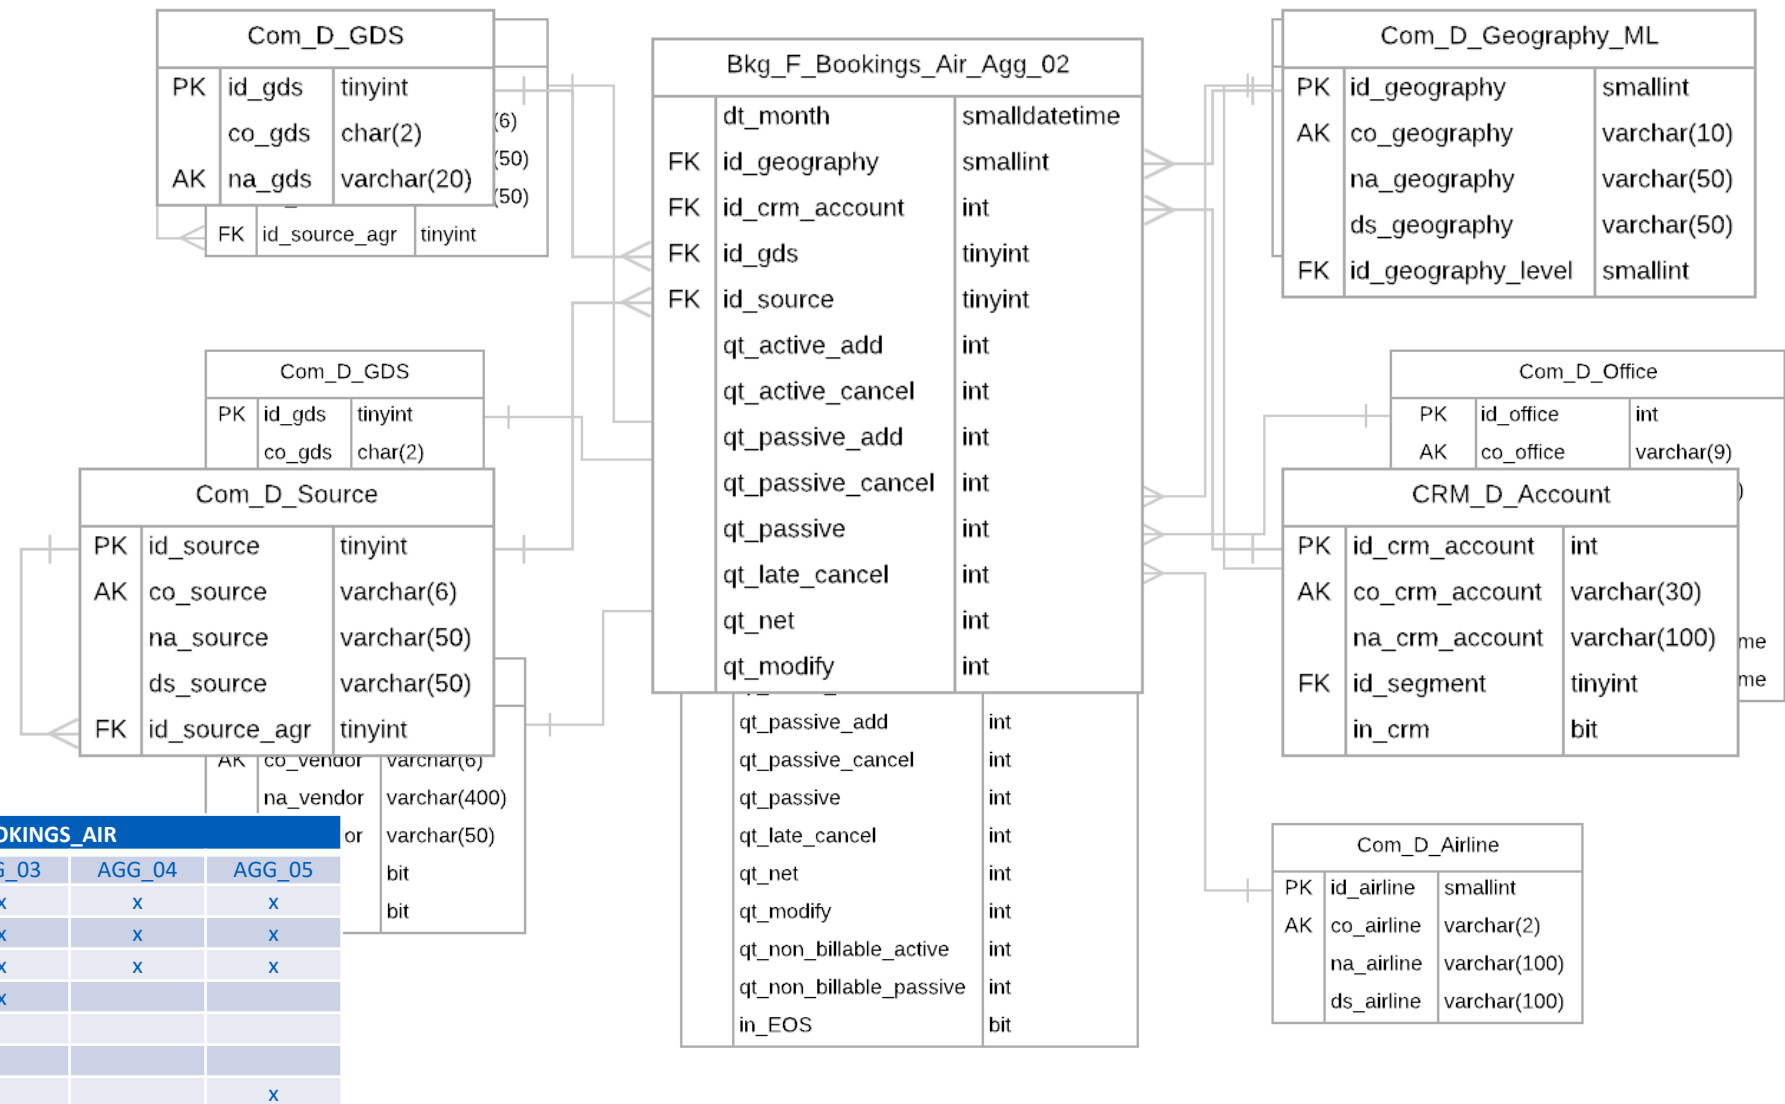 Com_D_GDS
PK id_gds tinyint
co_gds char(2)
AK na_gds varchar(20)
(6)
(50)
(50)
FK id_source_agr tinyint
Bkg_F_Bookings_Air_Agg_02
dt_month smalldatetime
FK id_geography smallint
FK id_crm_account int
FK id_gds tinyint
FK id_source tinyint
qt_active_add int
qt_active_cancel int
qt_passive_add int
qt_passive_cancel int
qt_passive int
qt_late_cancel int
qt_net int
qt_modify int
qt_passive_add int
qt_passive_cancel int
qt_passive int
qt_late_cancel int
qt_net int
qt_modify int
qt_non_billable_active int
qt_non_billable_passive int
in_EOS bit
Com_D_Geography_ML
PK id_geography smallint
AK co_geography varchar(10)
na_geography varchar(50)
ds_geography varchar(50)
FK id_geography_level smallint
Com_D_GDS
PK id_gds tinyint
co_gds char(2)
Com_D_Source
PK id_source tinyint
AK co_source varchar(6)
na_source varchar(50)
ds_source varchar(50)
FK id_source_agr tinyint
AK co_vendor varchar(6)
na_vendor varchar(400)
or varchar(50)
bit
bit
Com_D_Office
PK id_office int
AK co_office varchar(9)
)
CRM_D_Account
PK id_crm_account int
AK co_crm_account varchar(30)
na_crm_account varchar(100)
FK id_segment tinyint
in_crm bit
me
me
Com_D_Airline
PK id_airline smallint
AK co_airline varchar(2)
na_airline varchar(100)
ds_airline varchar(100)
OKINGS_AIR
G_03 AGG_04 AGG_05
x x x
x x x
x x x
x
x